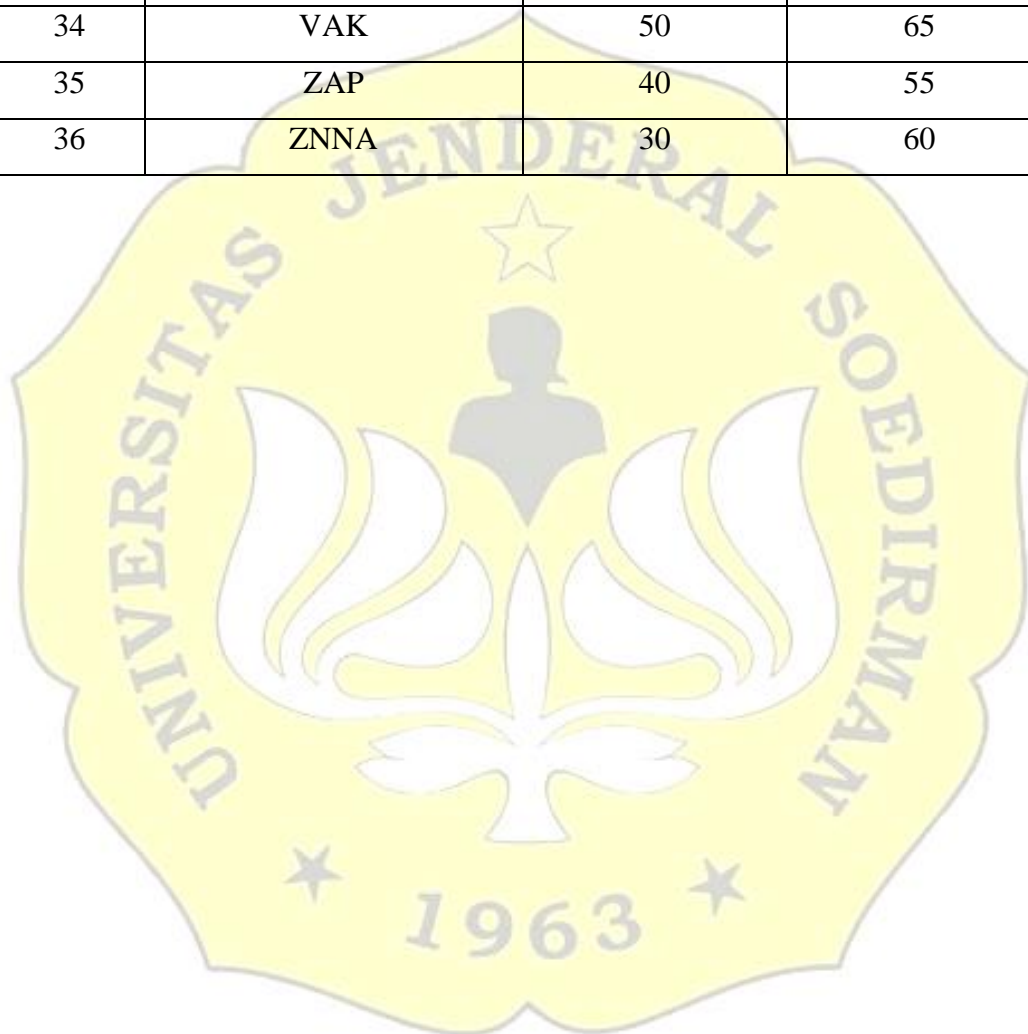 34 VAK 50 65
35 ZAP 40 55
36 ZNNA 30 60
UNIVERSITAS JENDERAL SOEDIRMAN
1963